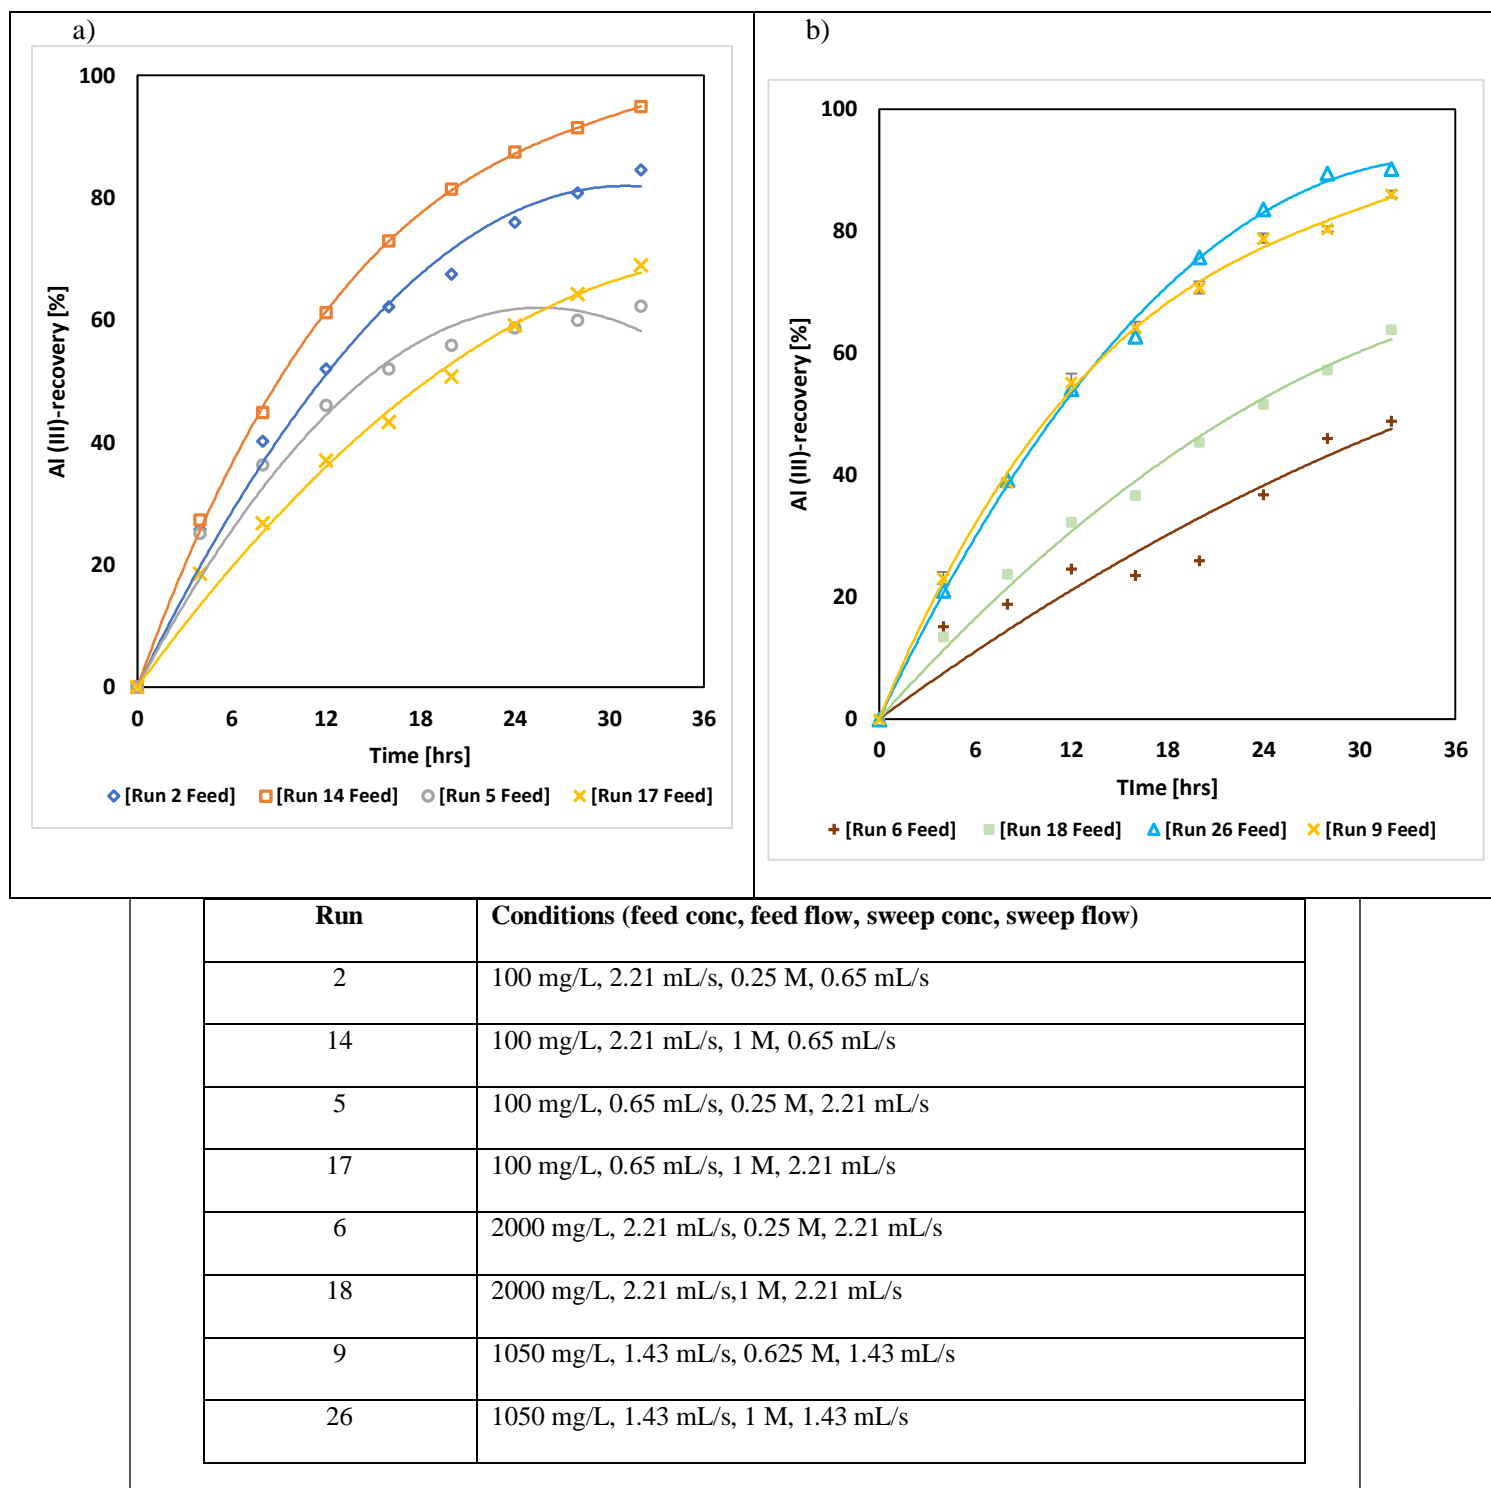 a)
100
80
60
40
20
0
Al (III)-recovery [%]
0 6 12 18 24 30 36
Time [hrs]
[Run 2 Feed] [Run 14 Feed] [Run 5 Feed] [Run 17 Feed]
b)
100
80
60
40
20
0
Al (III)-recovery [%]
0 6 12 18 24 30 36
TIme [hrs]
[Run 6 Feed] [Run 18 Feed] [Run 26 Feed] [Run 9 Feed]
Run Conditions (feed conc, feed flow, sweep conc, sweep flow)
2 100 mg/L, 2.21 mL/s, 0.25 M, 0.65 mL/s
14 100 mg/L, 2.21 mL/s, 1 M, 0.65 mL/s
5 100 mg/L, 0.65 mL/s, 0.25 M, 2.21 mL/s
17 100 mg/L, 0.65 mL/s, 1 M, 2.21 mL/s
6 2000 mg/L, 2.21 mL/s, 0.25 M, 2.21 mL/s
18 2000 mg/L, 2.21 mL/s,1 M, 2.21 mL/s
9 1050 mg/L, 1.43 mL/s, 0.625 M, 1.43 mL/s
26 1050 mg/L, 1.43 mL/s, 1 M, 1.43 mL/s